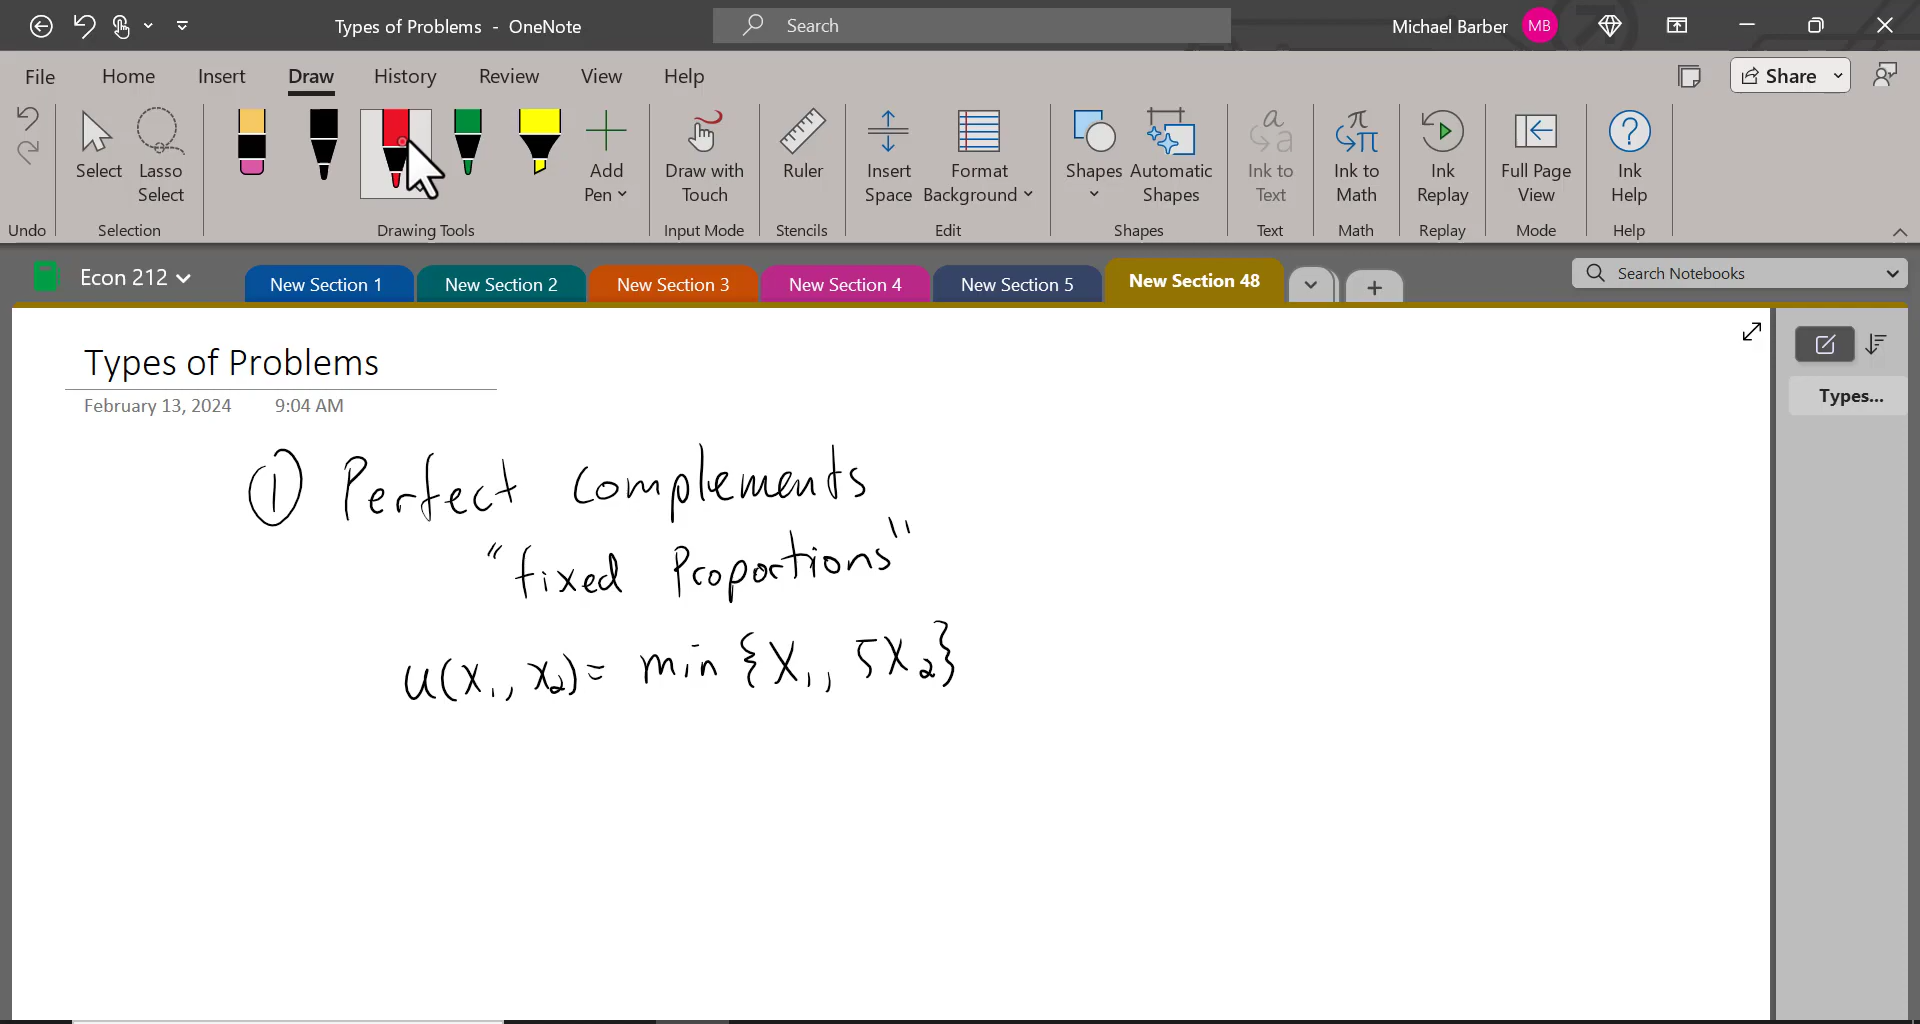 Types of Problems - OneNote
Search
Michael Barber
MB
File
Home
Insert
Draw
History
Review
View
Help
Share
Select
Lasso Select
Add Pen
Draw with Touch
Ruler
Insert Space
Format Background
Shapes
Automatic Shapes
Ink to Text
Ink to Math
Ink Replay
Full Page View
Ink Help
Undo
Selection
Drawing Tools
Input Mode
Stencils
Edit
Shapes
Text
Math
Replay
Mode
Help
Econ 212
New Section 1
New Section 2
New Section 3
New Section 4
New Section 5
New Section 48
Search Notebooks
Types of Problems
Types...
February 13, 2024 9:04 AM
① Perfect Complements
"fixed Proportions"
u(x₁, x₂) = min {X₁, 5X₂}